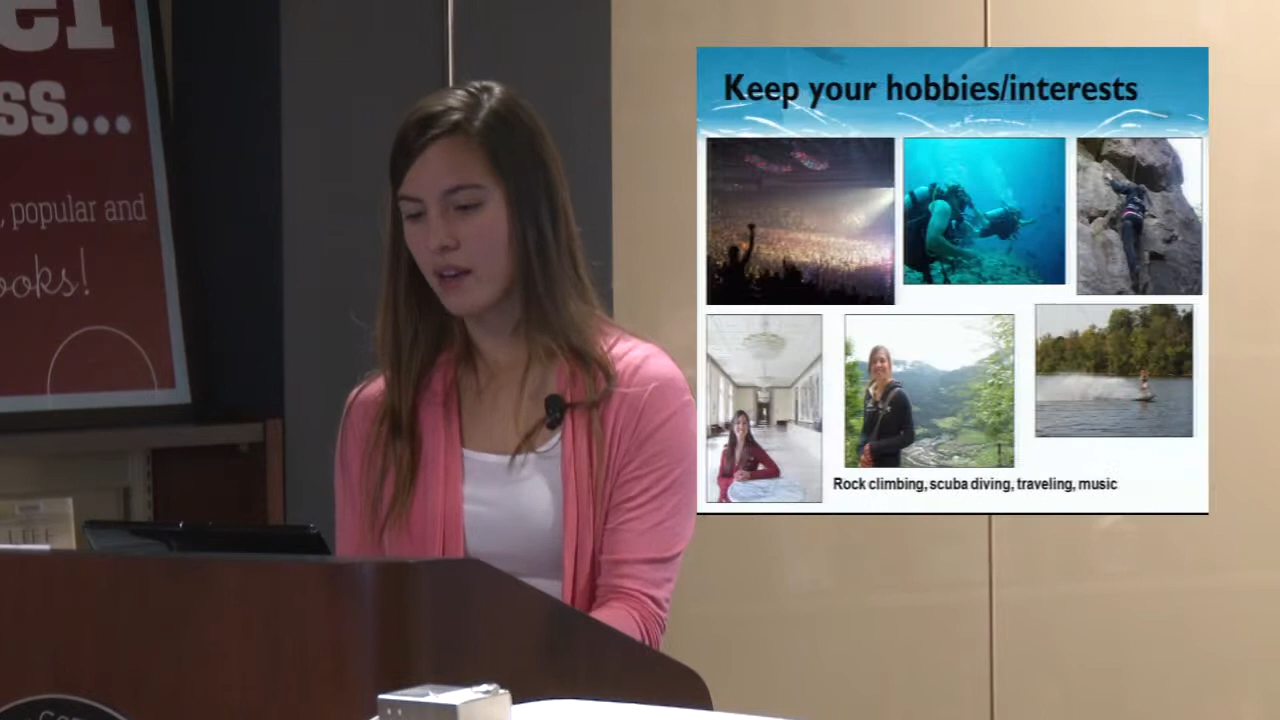 ss...
, popular and
ooks!
Keep your hobbies/interests
Rock climbing, scuba diving, traveling, music